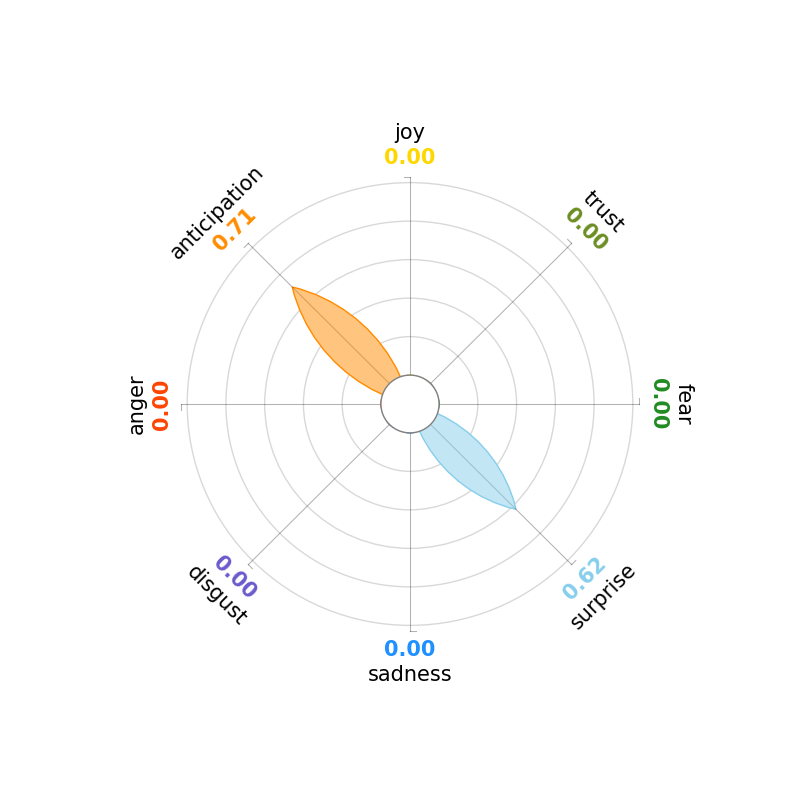 joy
0.00
trust
0.00
fear
0.00
surprise
0.62
sadness
0.00
disgust
0.00
anger
0.00
anticipation
0.71